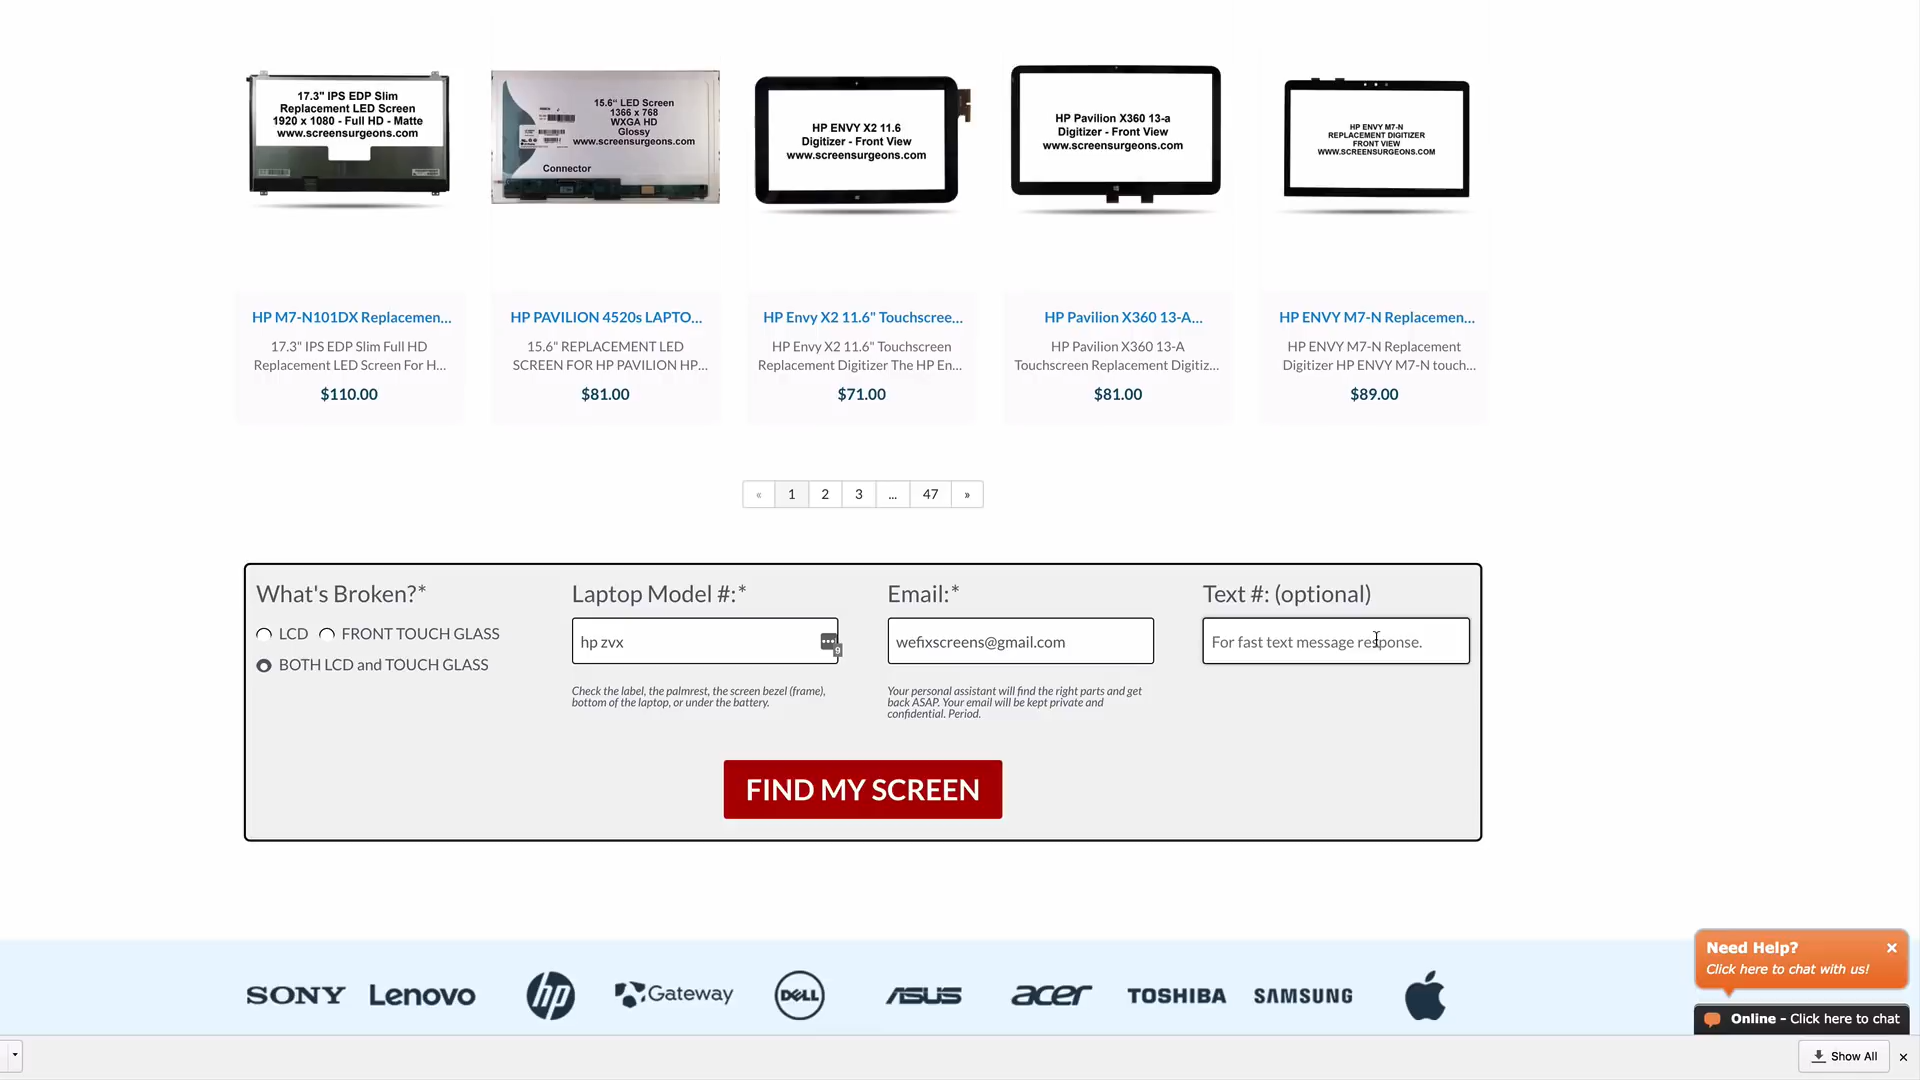 17.3" IPS EDP Slim
Replacement LED Screen
1920 x 1080 - Full HD - Matte
www.screensurgeons.com
15.6" LED Screen
1366 x 768
WXGA HD
Glossy
www.screensurgeons.com
Connector
HP ENVY X2 11.6
Digitizer - Front View
www.screensurgeons.com
HP Pavilion X360 13-a
Digitizer - Front View
www.screensurgeons.com
HP ENVY M7-N
REPLACEMENT DIGITIZER
FRONT VIEW
WWW.SCREENSURGEONS.COM
HP M7-N101DX Replacemen...
17.3" IPS EDP Slim Full HD
Replacement LED Screen For H...
$110.00
HP PAVILION 4520s LAPTO...
15.6" REPLACEMENT LED
SCREEN FOR HP PAVILION HP...
$81.00
HP Envy X2 11.6" Touchscree...
HP Envy X2 11.6" Touchscreen
Replacement Digitizer The HP En...
$71.00
HP Pavilion X360 13-A...
HP Pavilion X360 13-A
Touchscreen Replacement Digitiz...
$81.00
HP ENVY M7-N Replacemen...
HP ENVY M7-N Replacement
Digitizer HP ENVY M7-N touch...
$89.00
« 1 2 3 ... 47 »
What's Broken?*
LCD FRONT TOUCH GLASS
BOTH LCD and TOUCH GLASS
Laptop Model #:*
hp zvx
9
Check the label, the palmrest, the screen bezel (frame),
bottom of the laptop, or under the battery.
Email:*
wefixscreens@gmail.com
Your personal assistant will find the right parts and get
back ASAP. Your email will be kept private and
confidential. Period.
Text #: (optional)
For fast text message response.
FIND MY SCREEN
SONY Lenovo hp Gateway DELL ASUS acer TOSHIBA SAMSUNG
Need Help?
Click here to chat with us!
Online - Click here to chat
Show All